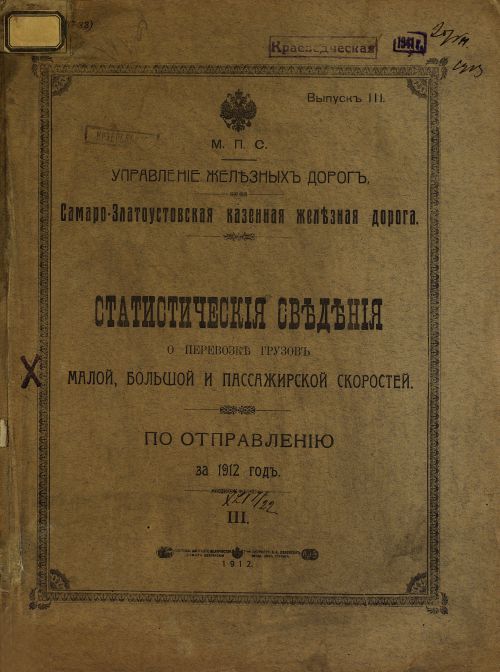 Краеведческая
1941 г.
Выпускъ III.
М. П. С.
УПРАВЛЕНІЕ ЖЕЛѢЗНЫХЪ ДОРОГЪ.
Самаро-Златоустовская казенная желѣзная дорога.
СТАТИСТИЧЕСКІЯ СВѢДѢНІЯ
О ПЕРЕВОЗКѢ ГРУЗОВЪ
МАЛОЙ, БОЛЬШОЙ И ПАССАЖИРСКОЙ СКОРОСТЕЙ.
ПО ОТПРАВЛЕНІЮ
за 1912 годъ.
III.
1912.